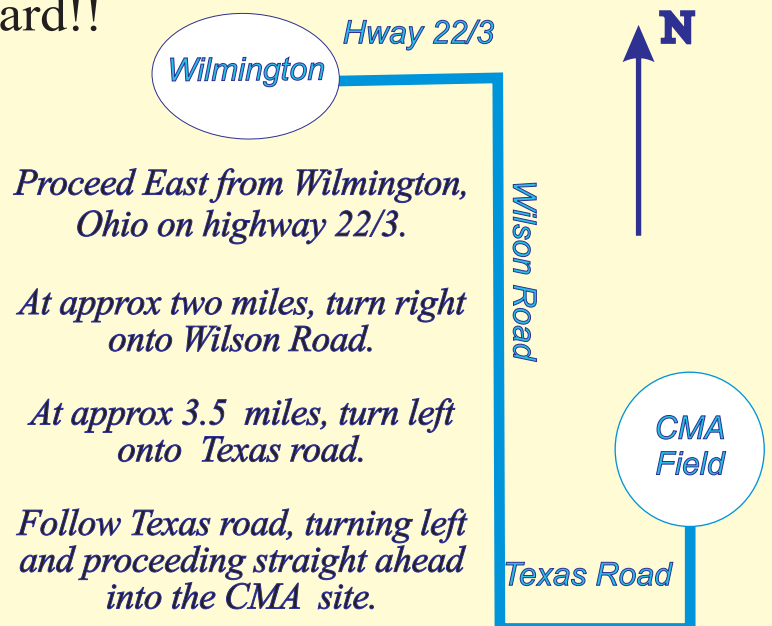 ard!!
Hway 22/3
N
Wilmington
Proceed East from Wilmington,
Ohio on highway 22/3.
Wilson Road
At approx two miles, turn right
onto Wilson Road.
At approx 3.5 miles, turn left
onto Texas road.
CMA
Field
Follow Texas road, turning left
and proceeding straight ahead
into the CMA site.
Texas Road